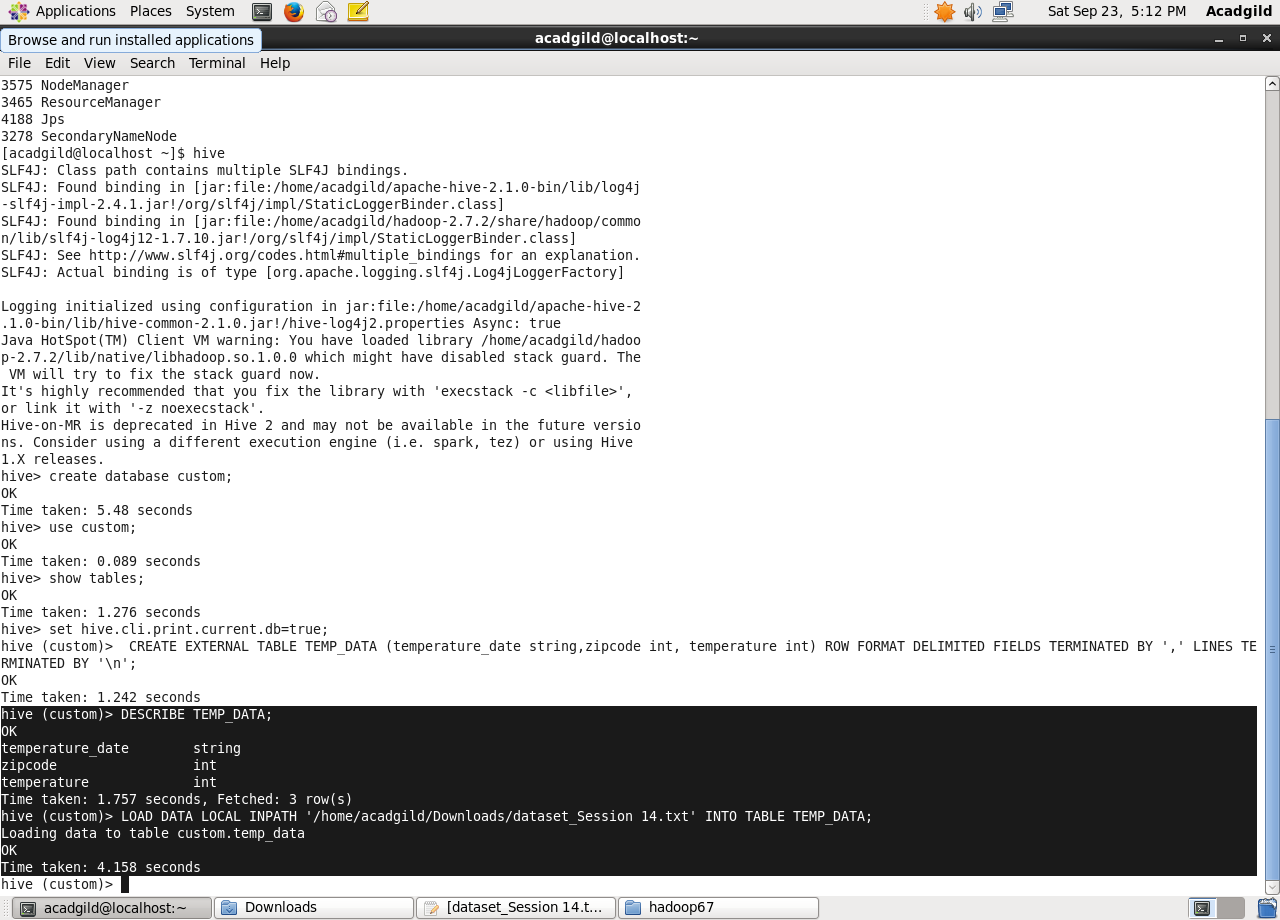 Applications Places System Sat Sep 23, 5:12 PM Acadgild
Browse and run installed applications
acadgild@localhost:~
File Edit View Search Terminal Help
3575 NodeManager
3465 ResourceManager
4188 Jps
3278 SecondaryNameNode
[acadgild@localhost ~]$ hive
SLF4J: Class path contains multiple SLF4J bindings.
SLF4J: Found binding in [jar:file:/home/acadgild/apache-hive-2.1.0-bin/lib/log4j
-slf4j-impl-2.4.1.jar!/org/slf4j/impl/StaticLoggerBinder.class]
SLF4J: Found binding in [jar:file:/home/acadgild/hadoop-2.7.2/share/hadoop/commo
n/lib/slf4j-log4j12-1.7.10.jar!/org/slf4j/impl/StaticLoggerBinder.class]
SLF4J: See http://www.slf4j.org/codes.html#multiple_bindings for an explanation.
SLF4J: Actual binding is of type [org.apache.logging.slf4j.Log4jLoggerFactory]
Logging initialized using configuration in jar:file:/home/acadgild/apache-hive-2
.1.0-bin/lib/hive-common-2.1.0.jar!/hive-log4j2.properties Async: true
Java HotSpot(TM) Client VM warning: You have loaded library /home/acadgild/hadoo
p-2.7.2/lib/native/libhadoop.so.1.0.0 which might have disabled stack guard. The
 VM will try to fix the stack guard now.
It's highly recommended that you fix the library with 'execstack -c <libfile>',
or link it with '-z noexecstack'.
Hive-on-MR is deprecated in Hive 2 and may not be available in the future versio
ns. Consider using a different execution engine (i.e. spark, tez) or using Hive
1.X releases.
hive> create database custom;
OK
Time taken: 5.48 seconds
hive> use custom;
OK
Time taken: 0.089 seconds
hive> show tables;
OK
Time taken: 1.276 seconds
hive> set hive.cli.print.current.db=true;
hive (custom)>  CREATE EXTERNAL TABLE TEMP_DATA (temperature_date string,zipcode int, temperature int) ROW FORMAT DELIMITED FIELDS TERMINATED BY ',' LINES TE
RMINATED BY '\n';
OK
Time taken: 1.242 seconds
hive (custom)> DESCRIBE TEMP_DATA;
OK
temperature_date string
zipcode int
temperature int
Time taken: 1.757 seconds, Fetched: 3 row(s)
hive (custom)> LOAD DATA LOCAL INPATH '/home/acadgild/Downloads/dataset_Session 14.txt' INTO TABLE TEMP_DATA;
Loading data to table custom.temp_data
OK
Time taken: 4.158 seconds
hive (custom)>
acadgild@localhost:~ Downloads [dataset_Session 14.t... hadoop67